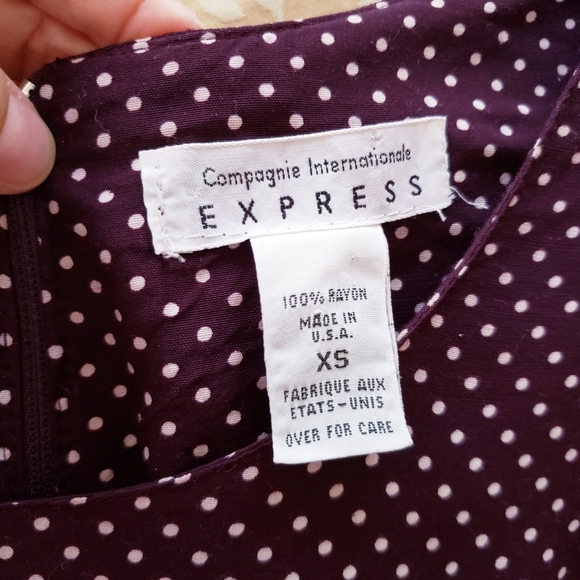 Compagnie Internationale
EXPRESS
100% RAYON
MADE IN
U.S.A.
XS
FABRIQUE AUX
ETATS-UNIS
OVER FOR CARE